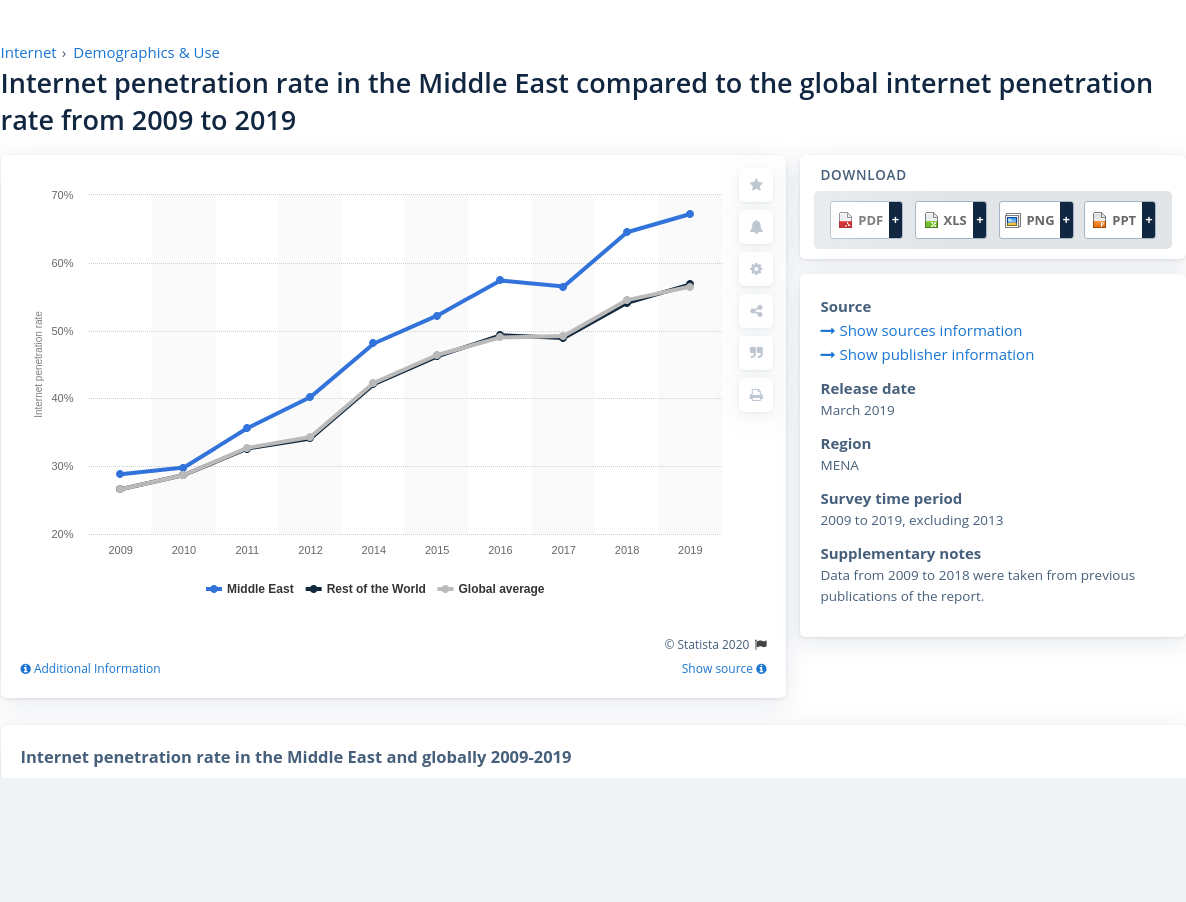 Internet › Demographics & Use
Internet penetration rate in the Middle East compared to the global internet penetration
rate from 2009 to 2019
70%
60%
50%
40%
30%
20%
Internet penetration rate
2009 2010 2011 2012 2014 2015 2016 2017 2018 2019
Middle East Rest of the World Global average
© Statista 2020
Additional Information
Show source
DOWNLOAD
PDF + XLS + PNG + PPT +
Source
Show sources information
Show publisher information
Release date
March 2019
Region
MENA
Survey time period
2009 to 2019, excluding 2013
Supplementary notes
Data from 2009 to 2018 were taken from previous
publications of the report.
Internet penetration rate in the Middle East and globally 2009-2019